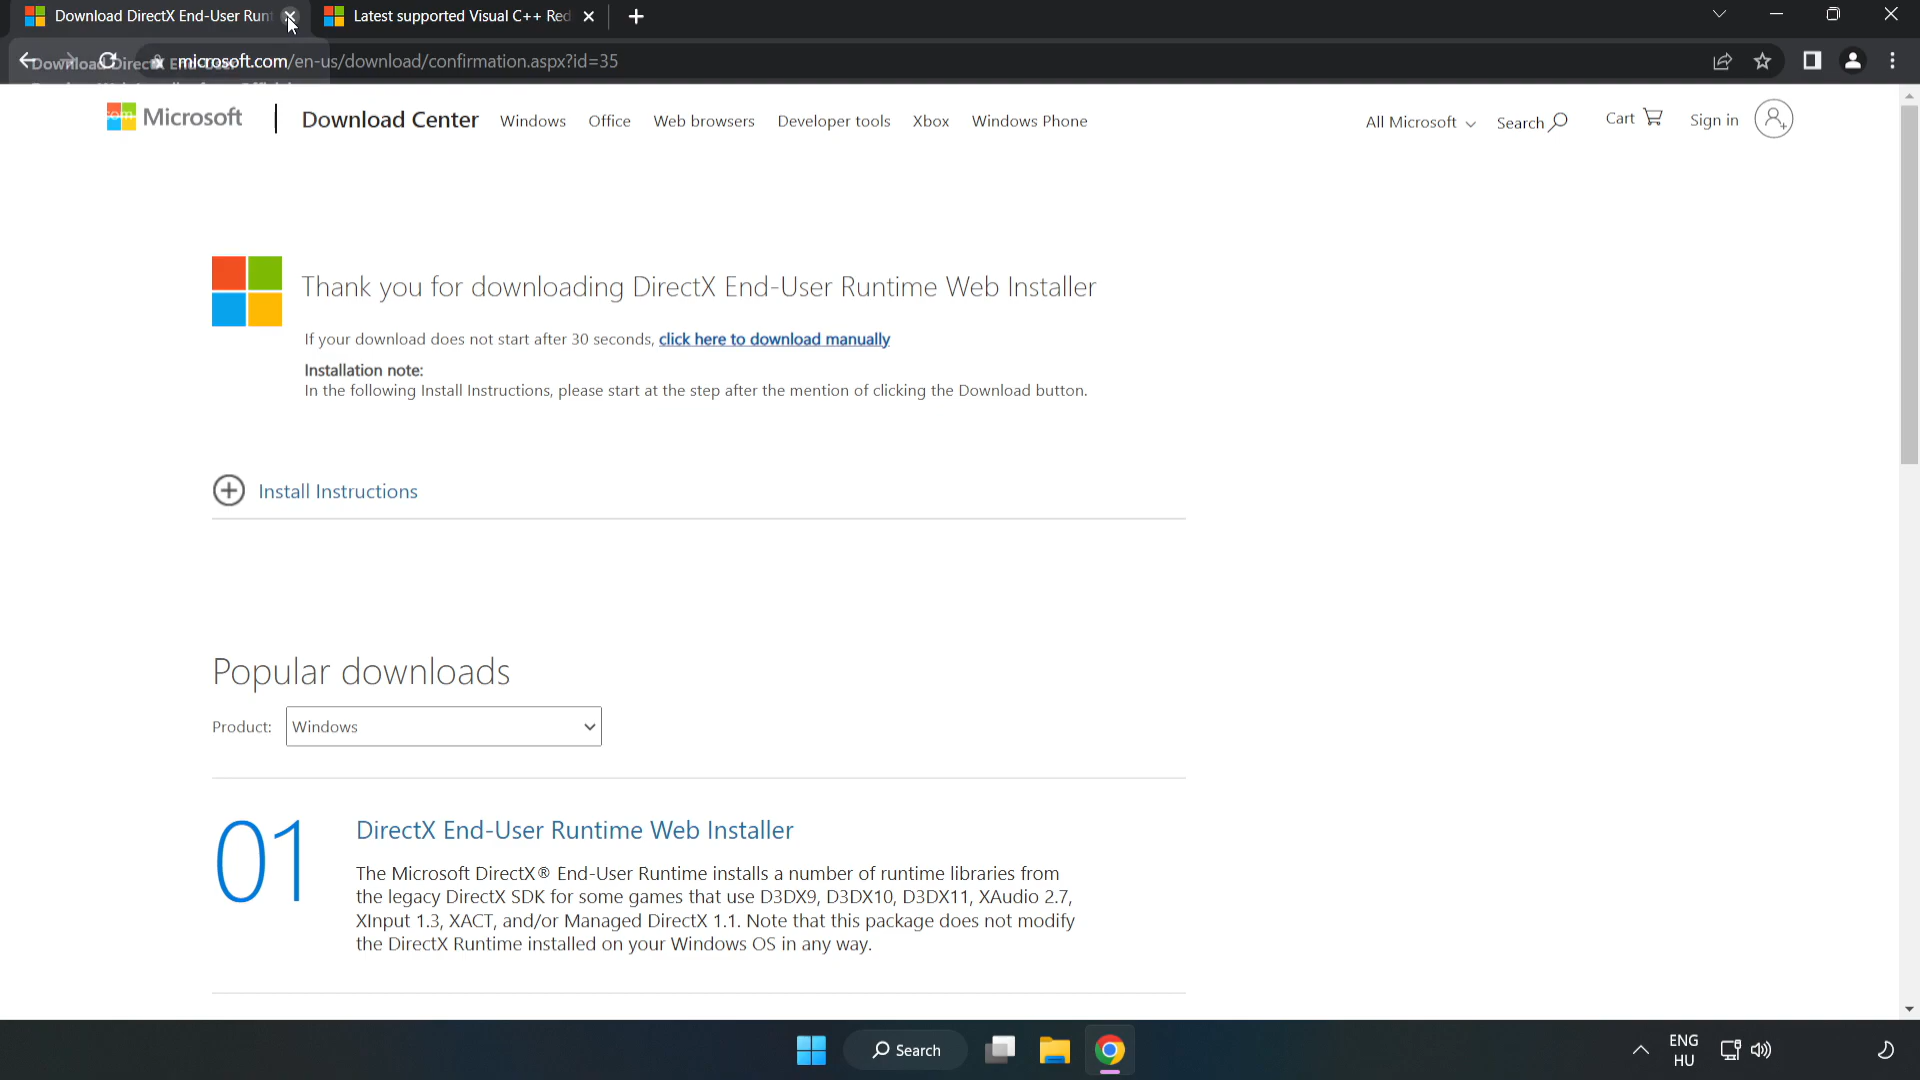 Download DirectX End-User Runt
Latest supported Visual C++ Red
microsoft.com/en-us/download/confirmation.aspx?id=35
Download DirectX End-User
Microsoft
Download Center
Windows
Office
Web browsers
Developer tools
Xbox
Windows Phone
All Microsoft
Search
Cart
Sign in
Thank you for downloading DirectX End-User Runtime Web Installer
If your download does not start after 30 seconds, click here to download manually
Installation note:
In the following Install Instructions, please start at the step after the mention of clicking the Download button.
Install Instructions
Popular downloads
Product: Windows
01
DirectX End-User Runtime Web Installer
The Microsoft DirectX® End-User Runtime installs a number of runtime libraries from
the legacy DirectX SDK for some games that use D3DX9, D3DX10, D3DX11, XAudio 2.7,
XInput 1.3, XACT, and/or Managed DirectX 1.1. Note that this package does not modify
the DirectX Runtime installed on your Windows OS in any way.
Search
ENG
HU